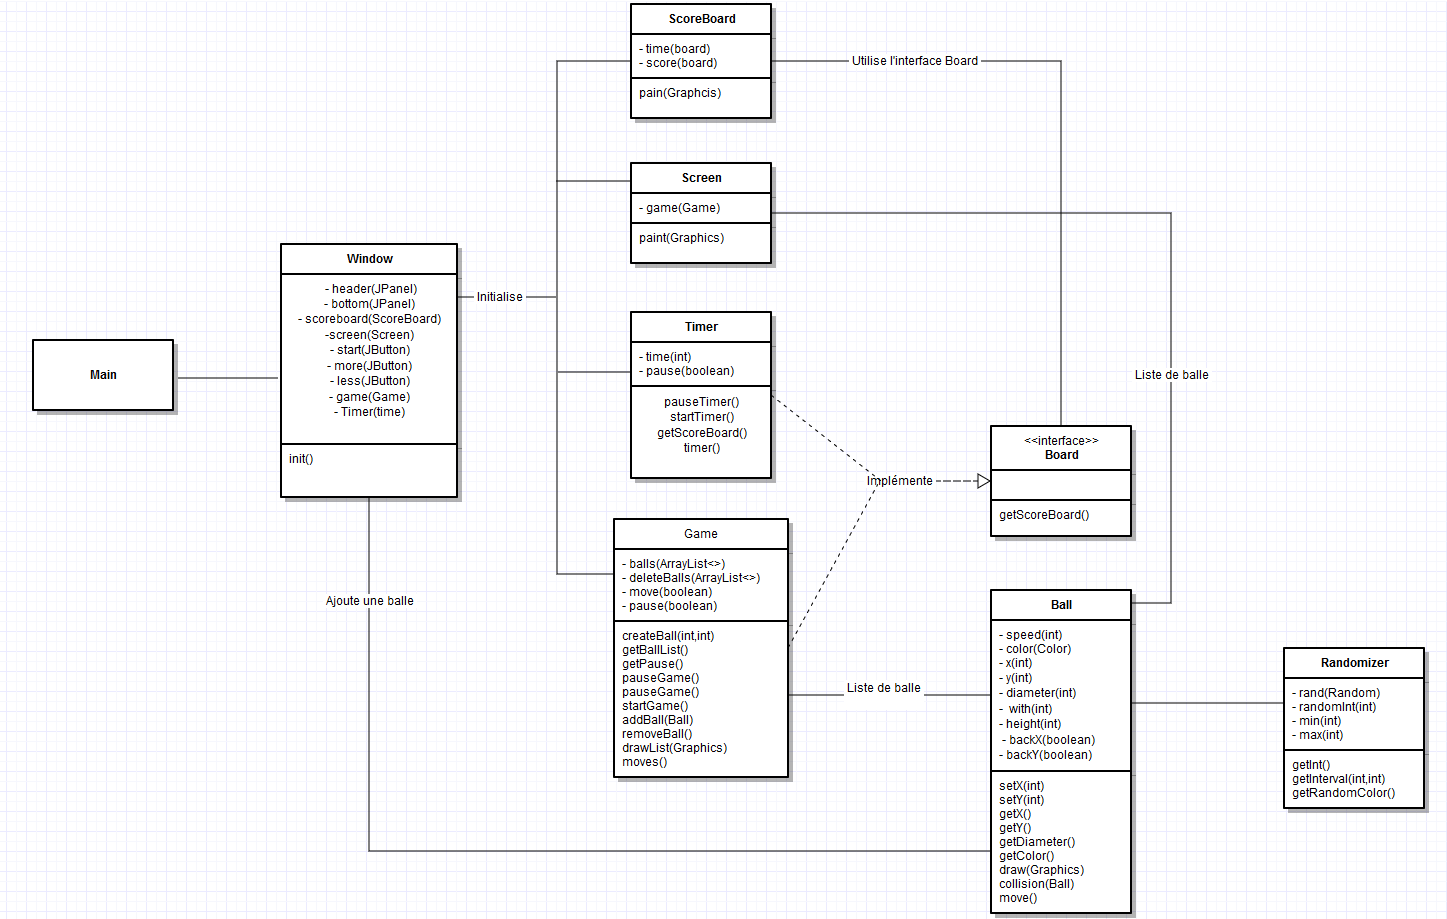 ScoreBoard
- time(board)
- score(board)
pain(Graphcis)
Utilise l'interface Board
Screen
- game(Game)
paint(Graphics)
Window
- header(JPanel)
- bottom(JPanel)
- scoreboard(ScoreBoard)
-screen(Screen)
- start(JButton)
- more(JButton)
- less(JButton)
- game(Game)
- Timer(time)
init()
Initialise
Main
Timer
- time(int)
- pause(boolean)
pauseTimer()
startTimer()
getScoreBoard()
timer()
Liste de balle
<<interface>>
Board
getScoreBoard()
Implémente
Game
- balls(ArrayList<>)
- deleteBalls(ArrayList<>)
- move(boolean)
- pause(boolean)
createBall(int,int)
getBallList()
getPause()
pauseGame()
pauseGame()
startGame()
addBall(Ball)
removeBall()
drawList(Graphics)
moves()
Ajoute une balle
Liste de balle
Ball
- speed(int)
- color(Color)
- x(int)
- y(int)
- diameter(int)
- with(int)
- height(int)
- backX(boolean)
- backY(boolean)
setX(int)
setY(int)
getX()
getY()
getDiameter()
getColor()
draw(Graphics)
collision(Ball)
move()
Randomizer
- rand(Random)
- randomInt(int)
- min(int)
- max(int)
getInt()
getInterval(int,int)
getRandomColor()